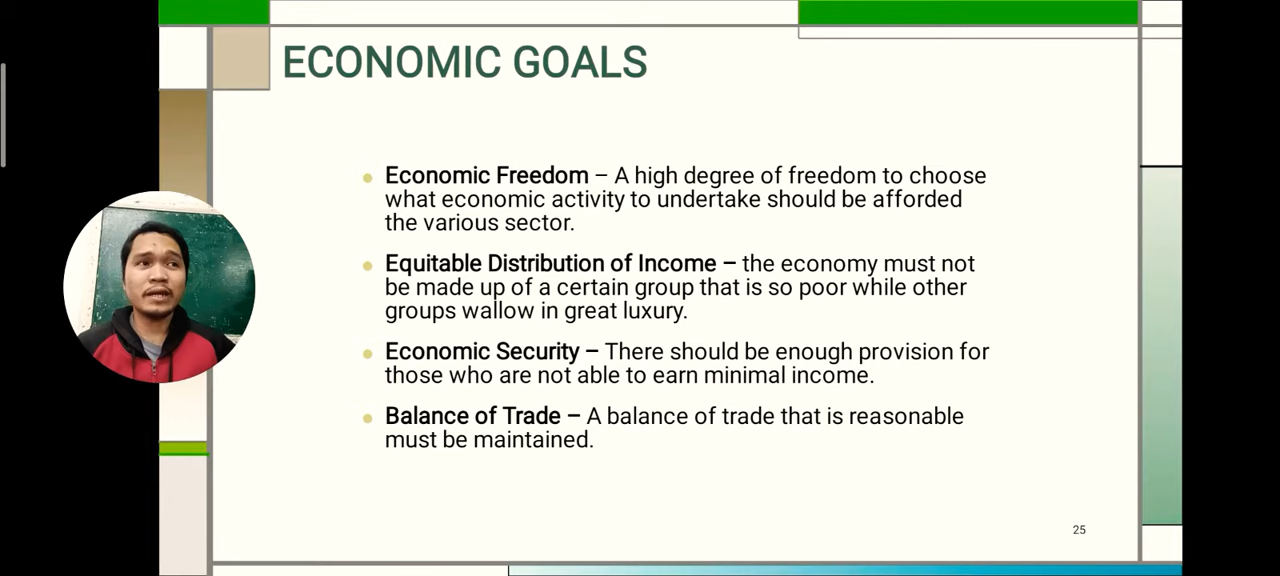 ECONOMIC GOALS
Economic Freedom – A high degree of freedom to choose
what economic activity to undertake should be afforded
the various sector.
Equitable Distribution of Income – the economy must not
be made up of a certain group that is so poor while other
groups wallow in great luxury.
Economic Security – There should be enough provision for
those who are not able to earn minimal income.
Balance of Trade – A balance of trade that is reasonable
must be maintained.
25